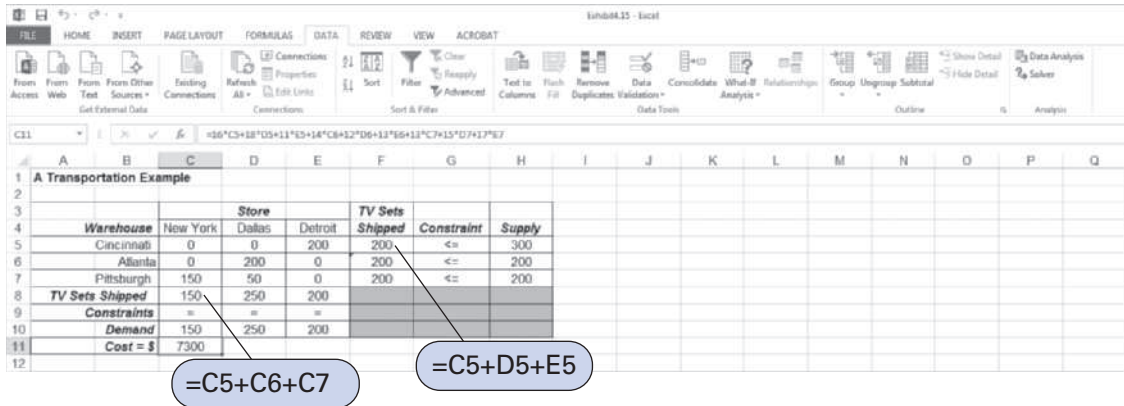 Exhibit4.15 - Excel
FILE HOME INSERT PAGE LAYOUT FORMULAS DATA REVIEW VIEW ACROBAT
From Access From Web From Text From Other Sources Existing Connections Refresh All Connections Properties Edit Links Sort Filter Clear Reapply Advanced Text to Columns Flash Fill Remove Duplicates Data Validation Consolidate What-If Analysis Relationships Group Ungroup Subtotal Show Detail Hide Detail Data Analysis Solver
Get External Data Connections Sort & Filter Data Tools Outline Analysis
C11 =16*C5+18*D5+11*E5+14*C6+12*D6+13*E6+13*C7+15*D7+17*E7
A B C D E F G H I J K L M N O P Q
1 A Transportation Example
2
3 Store TV Sets
4 Warehouse New York Dallas Detroit Shipped Constraint Supply
5 Cincinnati 0 0 200 200 <= 300
6 Atlanta 0 200 0 200 <= 200
7 Pittsburgh 150 50 0 200 <= 200
8 TV Sets Shipped 150 250 200
9 Constraints = = =
10 Demand 150 250 200
11 Cost = $ 7300
12
=C5+D5+E5
=C5+C6+C7